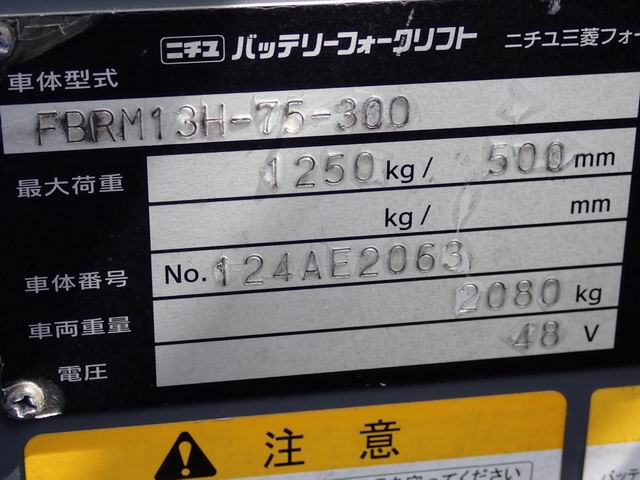 ニチユ バッテリーフォークリフト ニチユ三菱フォー
車体型式
FBRM13H-75-300
最大荷重 1250 kg/ 500 mm
kg/ mm
車体番号 No. 124AE2063
車両重量 2080 kg
電圧 48 V
注意